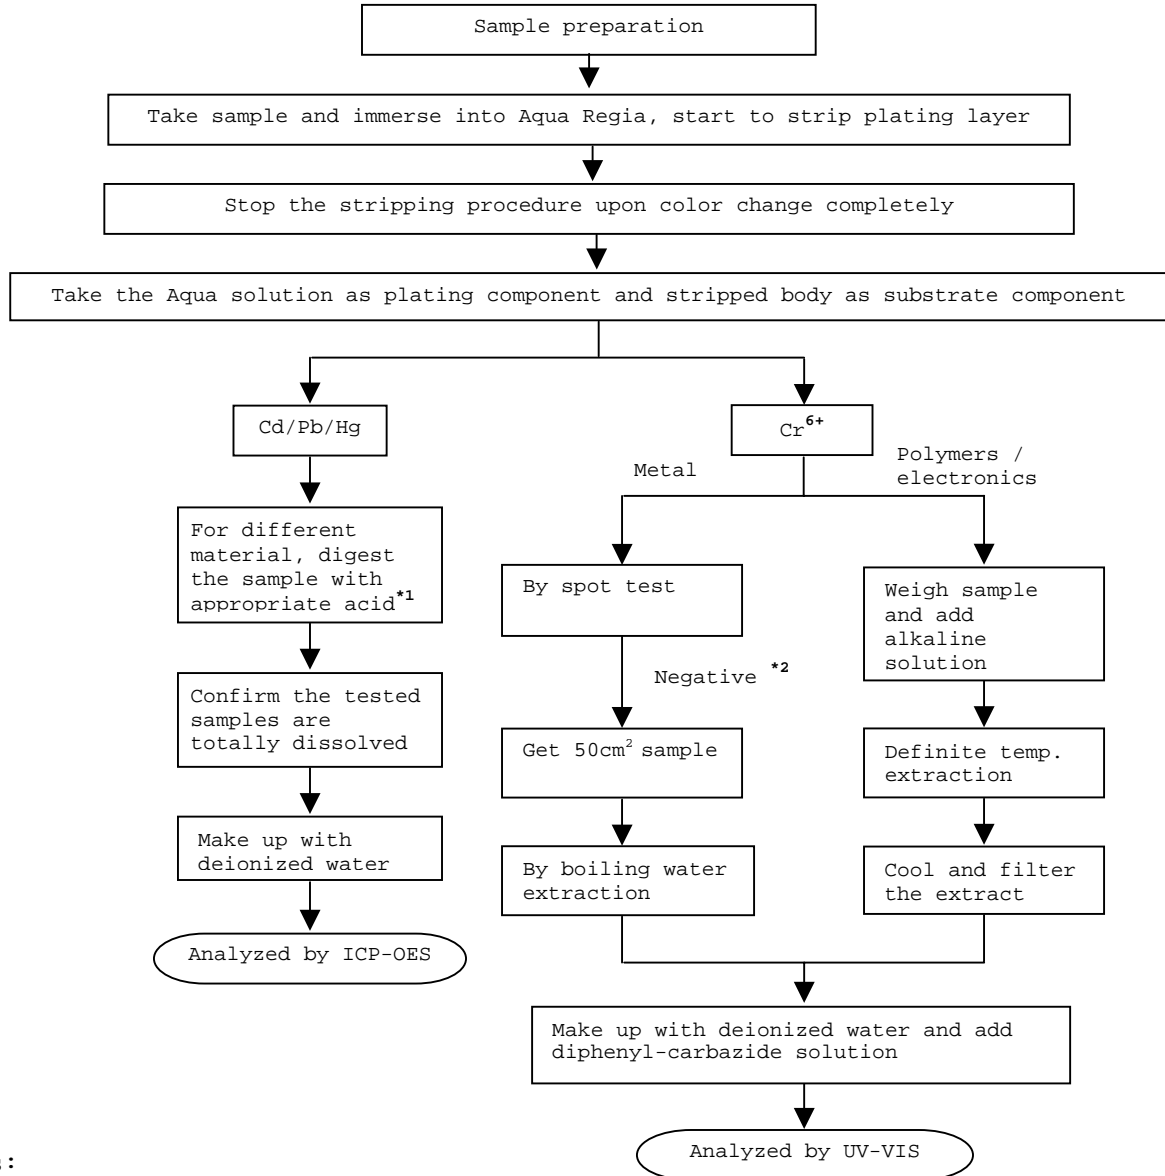 Sample preparation
Take sample and immerse into Aqua Regia, start to strip plating layer
Stop the stripping procedure upon color change completely
Take the Aqua solution as plating component and stripped body as substrate component
Cd/Pb/Hg
For different
material, digest
the sample with
appropriate acid*1
Confirm the tested
samples are
totally dissolved
Make up with
deionized water
Analyzed by ICP-OES
Cr6+
Metal
Polymers /
electronics
By spot test
Negative *2
Get 50cm2 sample
By boiling water
extraction
Weigh sample
and add
alkaline
solution
Definite temp.
extraction
Cool and filter
the extract
Make up with deionized water and add
diphenyl-carbazide solution
Analyzed by UV-VIS